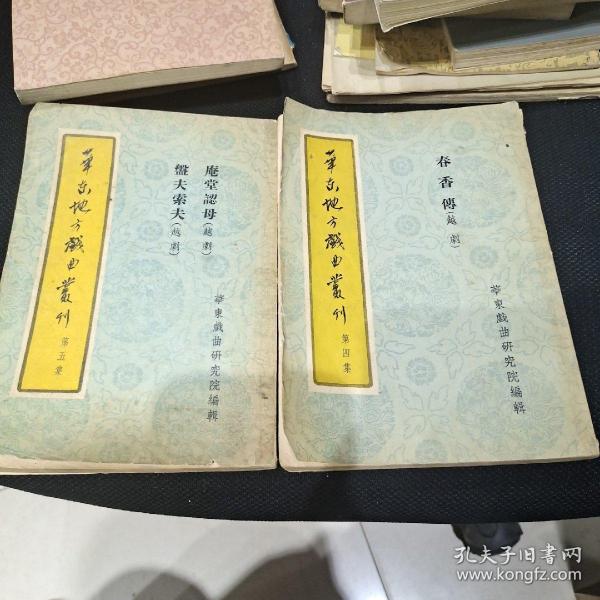 華东地方戲曲叢刊
第五集
庵堂認母(越劇)
盤夫索夫(越劇)
華東戲曲研究院編輯
華东地方戲曲叢刊
第四集
春香傳(越劇)
華東戲曲研究院編輯
孔夫子旧书网
www.kongfz.com